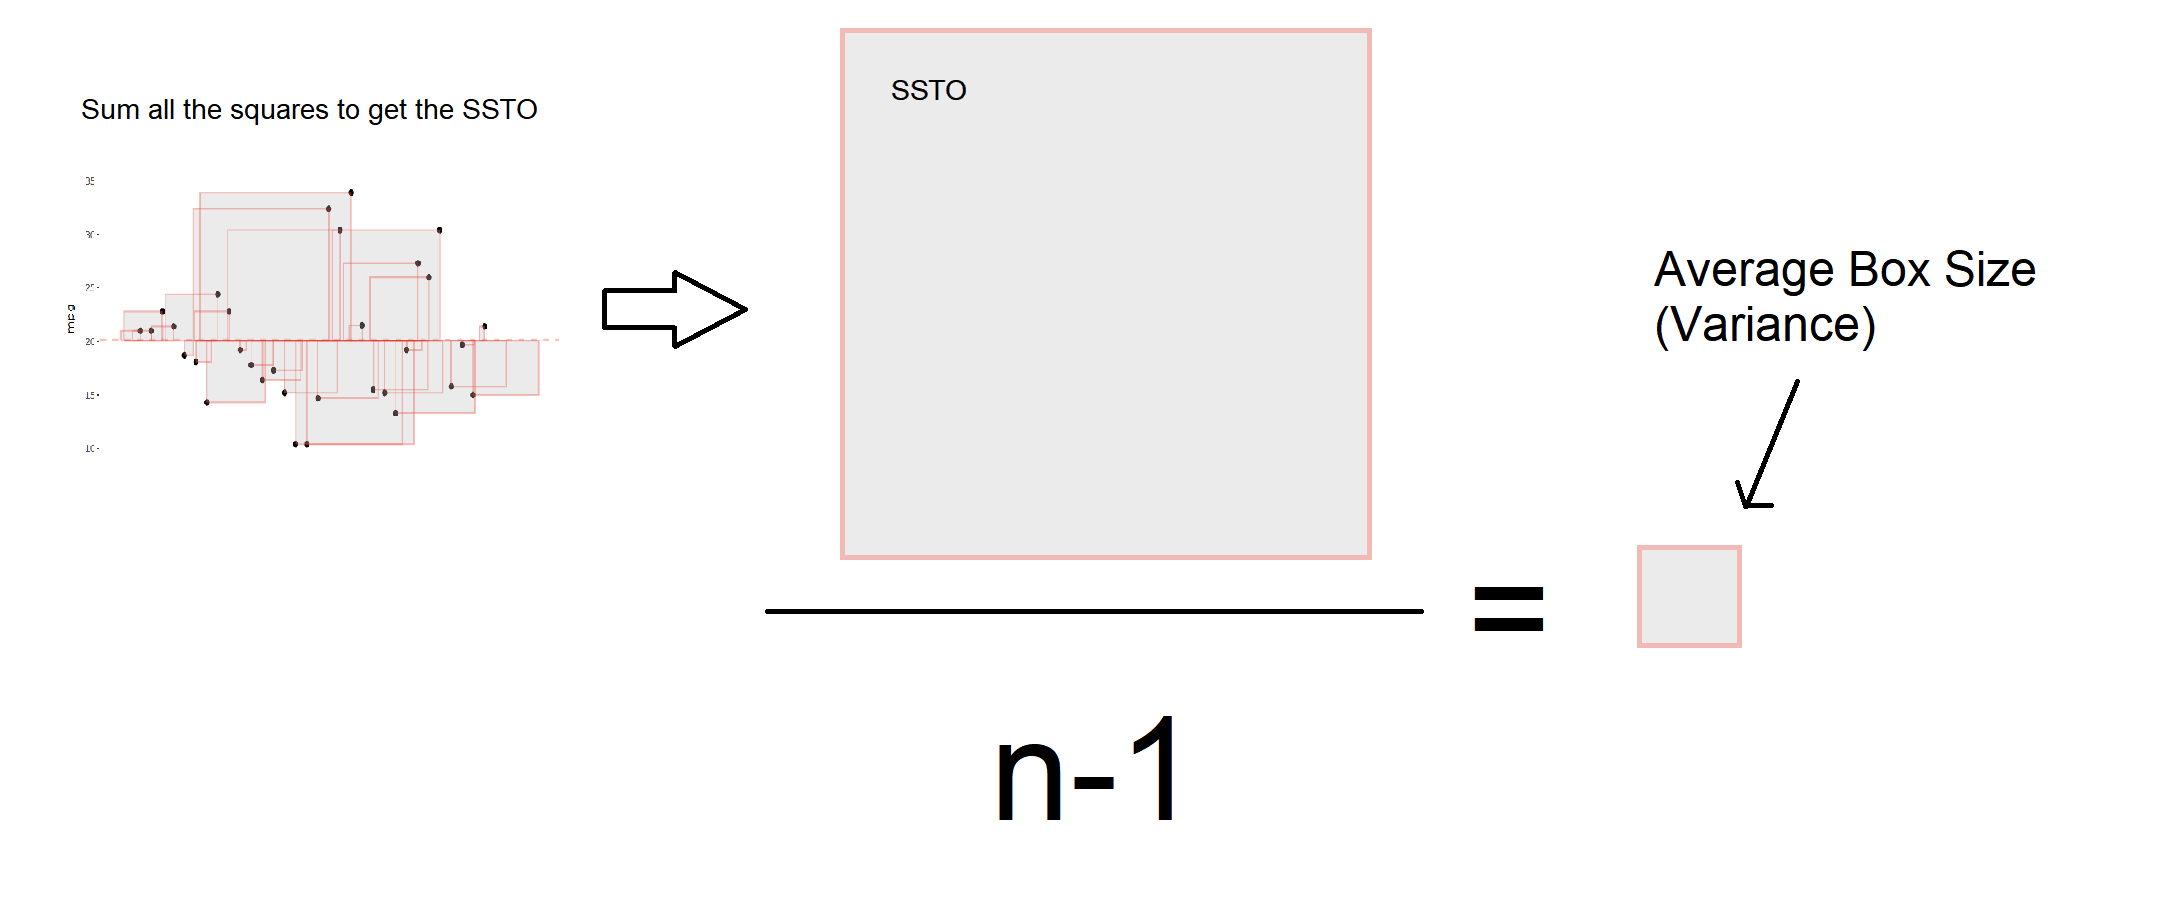 Sum all the squares to get the SSTO
35
30
25
20
15
10
mpg
SSTO
n-1
=
Average Box Size
(Variance)